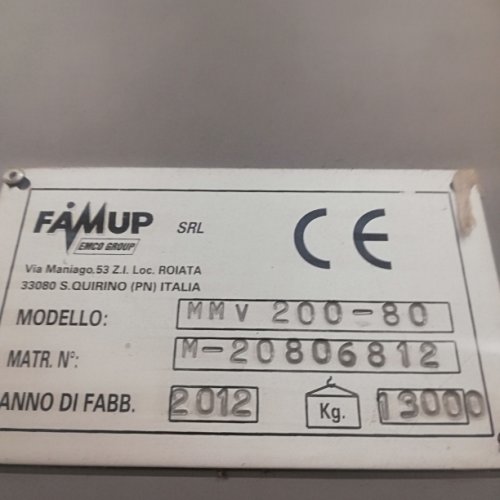 FAMUP SRL CE
EMCO GROUP
Via Maniago.53 Z.I. Loc. ROIATA
33080 S.QUIRINO (PN) ITALIA
MODELLO: MMV 200-80
MATR. N°: M-20806812
ANNO DI FABB. 2012 Kg. 13000